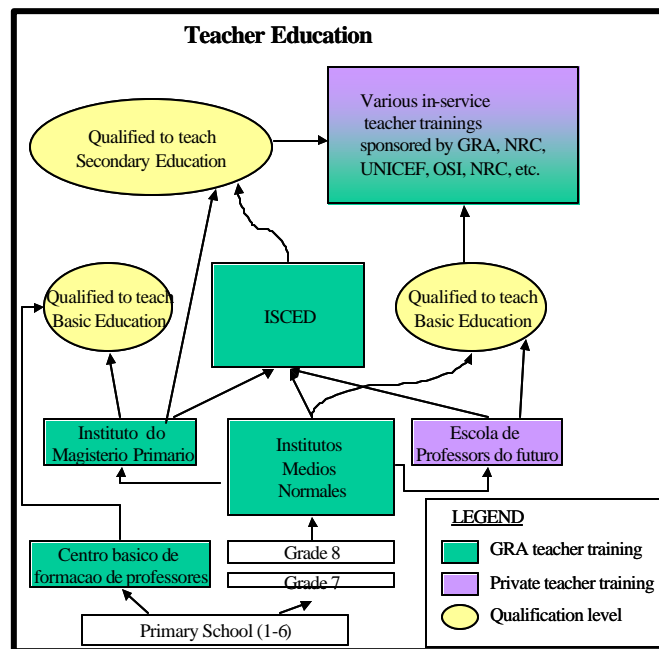 Teacher Education
Various in-service
teacher trainings
sponsored by GRA, NRC,
UNICEF, OSI, NRC, etc.
Qualified to teach
Secondary Education
Qualified to teach
Basic Education
ISCED
Qualified to teach
Basic Education
Instituto do
Magisterio Primario
Institutos
Medios
Normales
Escola de
Professors do futuro
LEGEND
GRA teacher training
Private teacher training
Qualification level
Centro basico de
formacao de professores
Grade 8
Grade 7
Primary School (1-6)